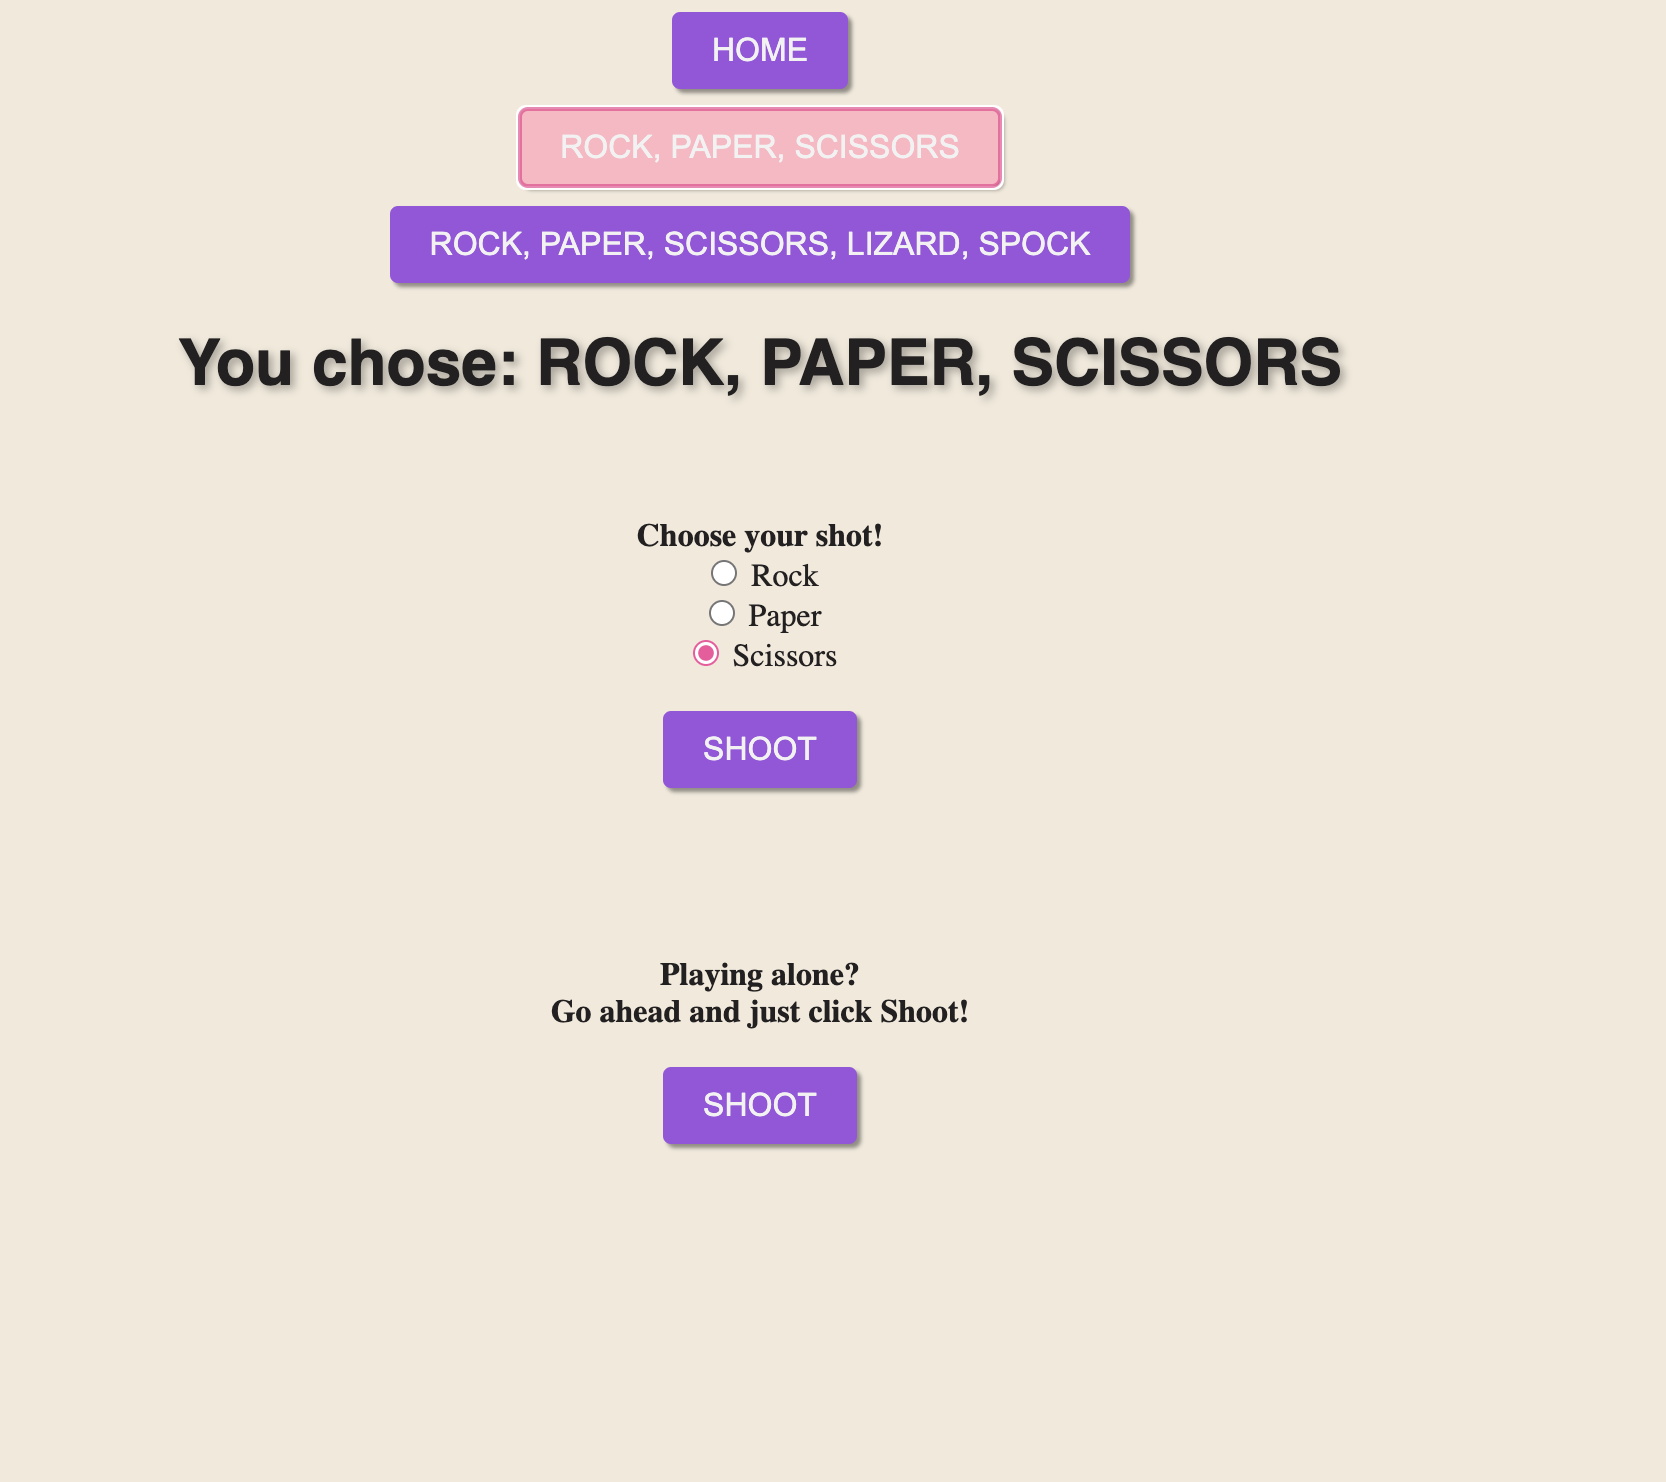 HOME
ROCK, PAPER, SCISSORS
ROCK, PAPER, SCISSORS, LIZARD, SPOCK
You chose: ROCK, PAPER, SCISSORS
Choose your shot!
Rock
Paper
Scissors
SHOOT
Playing alone?
Go ahead and just click Shoot!
SHOOT